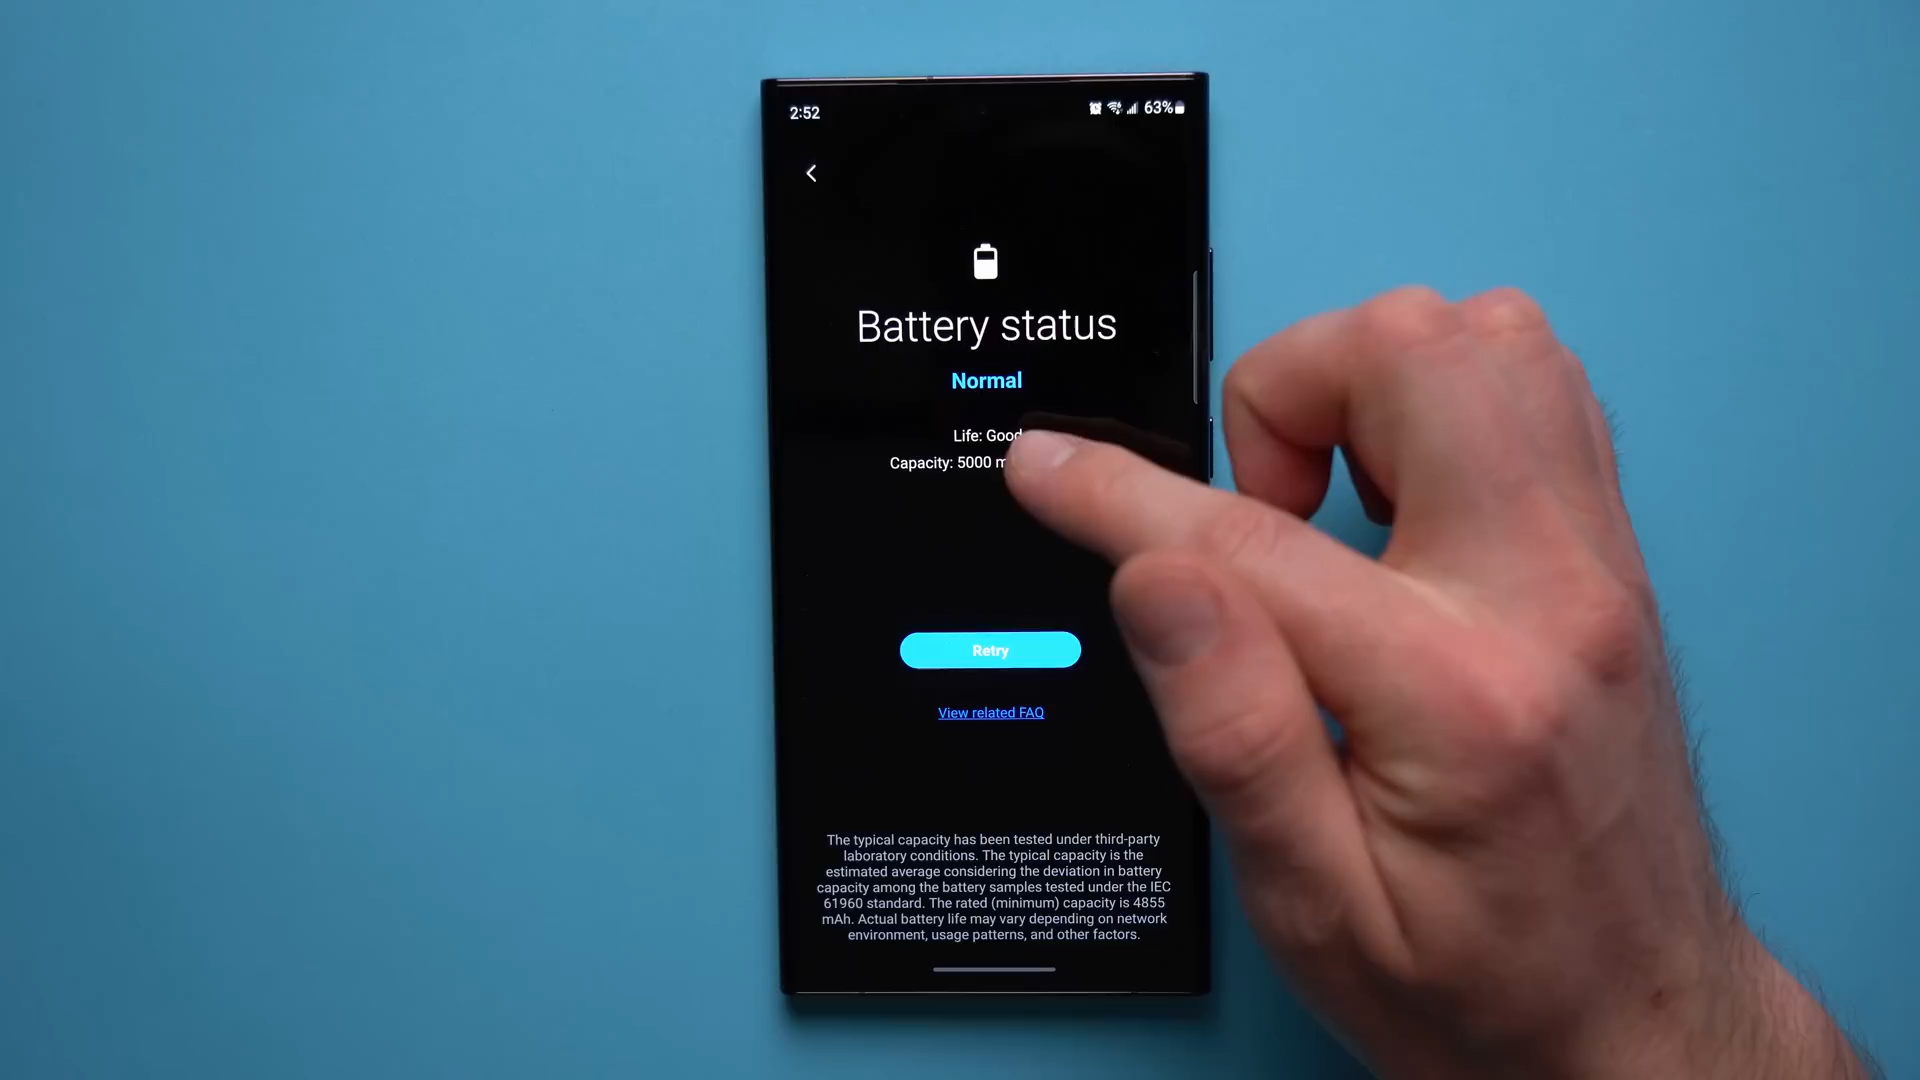 2:52
63%
Battery status
Normal
Life: Good
Capacity: 5000
Retry
View related FAQ
The typical capacity has been tested under third-party
laboratory conditions. The typical capacity is the
estimated average considering the deviation in battery
capacity among the battery samples tested under the IEC
61960 standard. The rated (minimum) capacity is 4855
mAh. Actual battery life may vary depending on network
environment, usage patterns, and other factors.